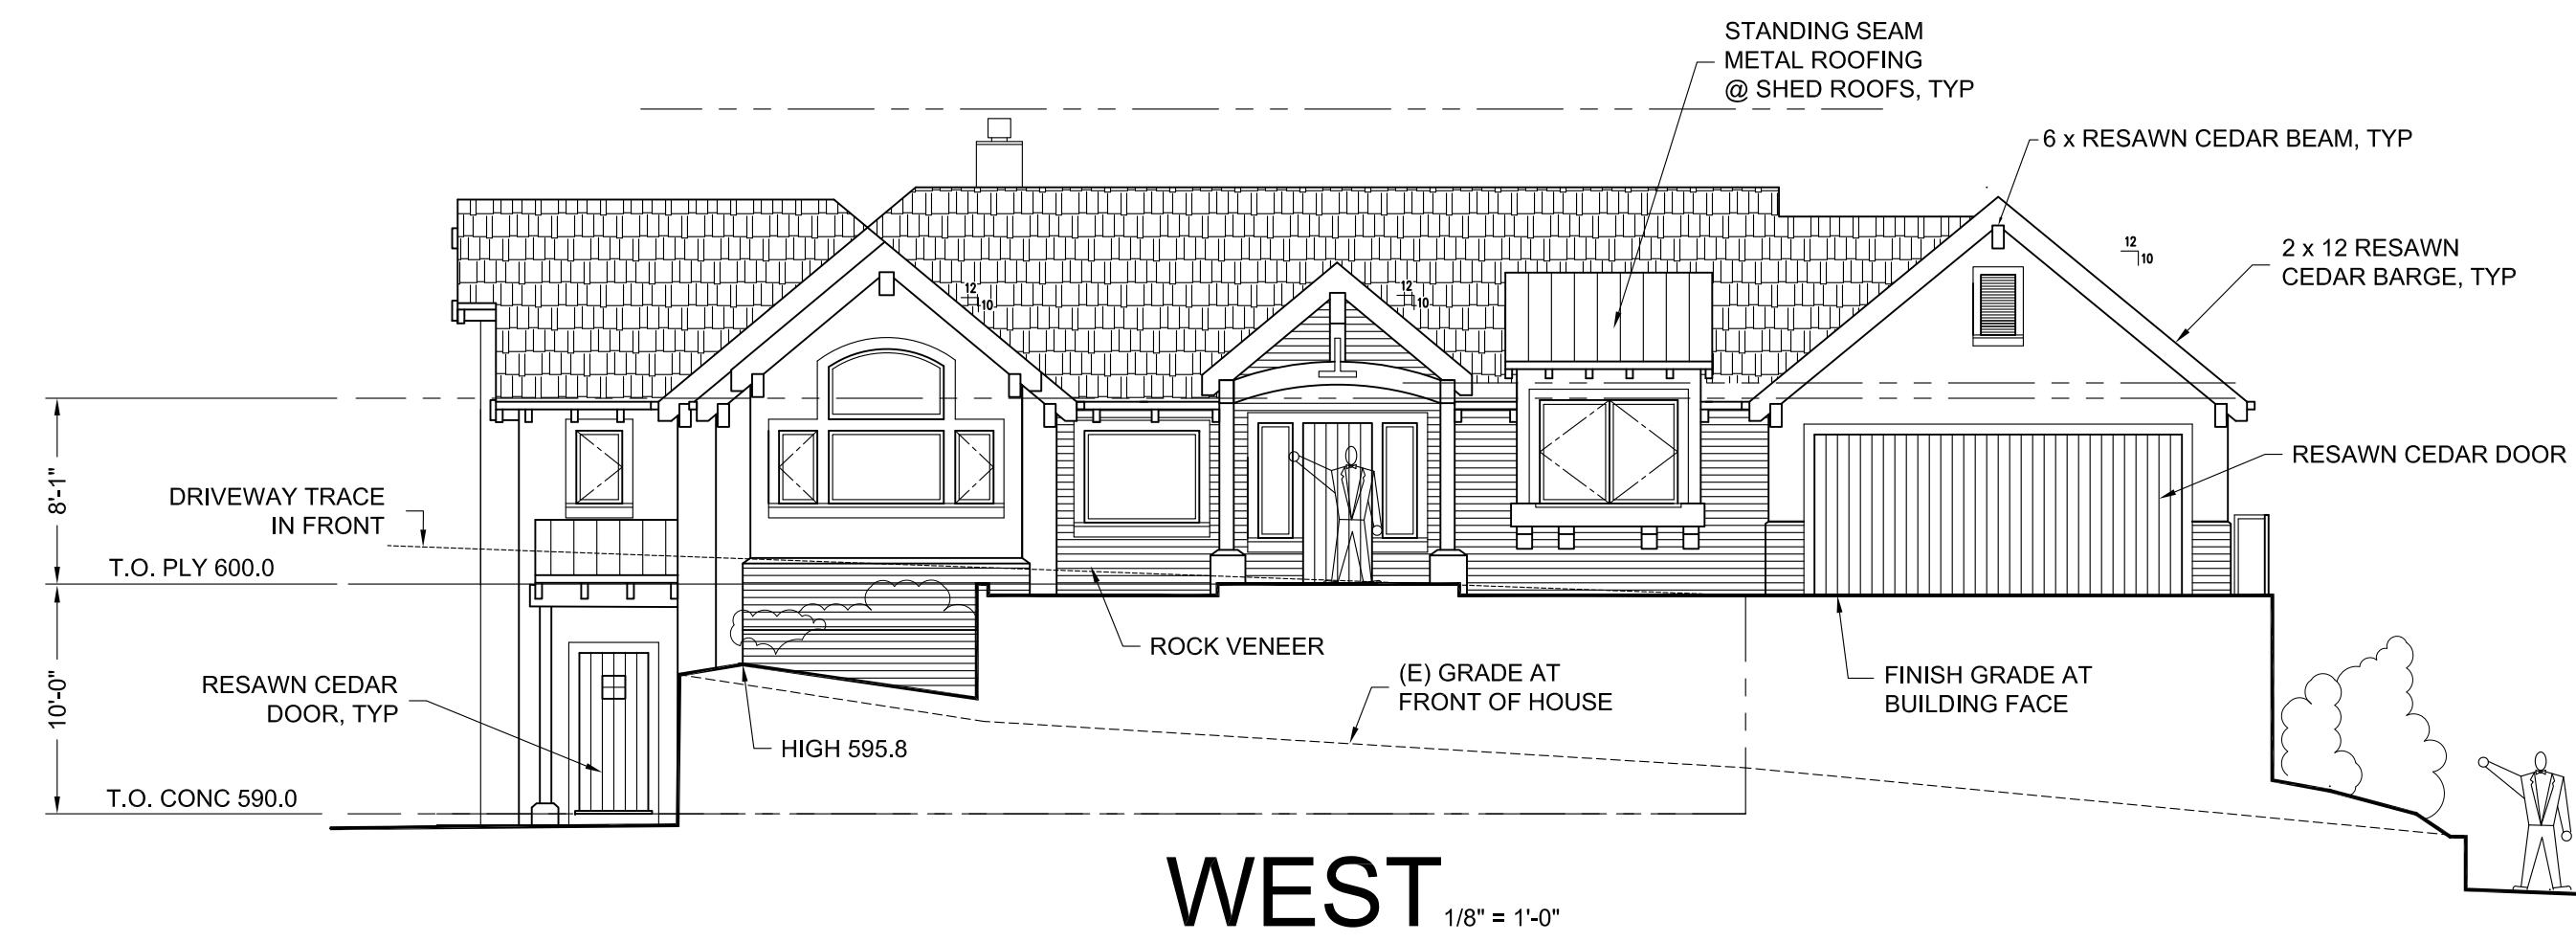 STANDING SEAM
METAL ROOFING
@ SHED ROOFS, TYP
6 x RESAWN CEDAR BEAM, TYP
12
10
2 x 12 RESAWN
CEDAR BARGE, TYP
12
10
12
10
RESAWN CEDAR DOOR
8'-1"
DRIVEWAY TRACE
IN FRONT
T.O. PLY 600.0
ROCK VENEER
(E) GRADE AT
FRONT OF HOUSE
FINISH GRADE AT
BUILDING FACE
10'-0"
RESAWN CEDAR
DOOR, TYP
HIGH 595.8
T.O. CONC 590.0
WEST 1/8" = 1'-0"